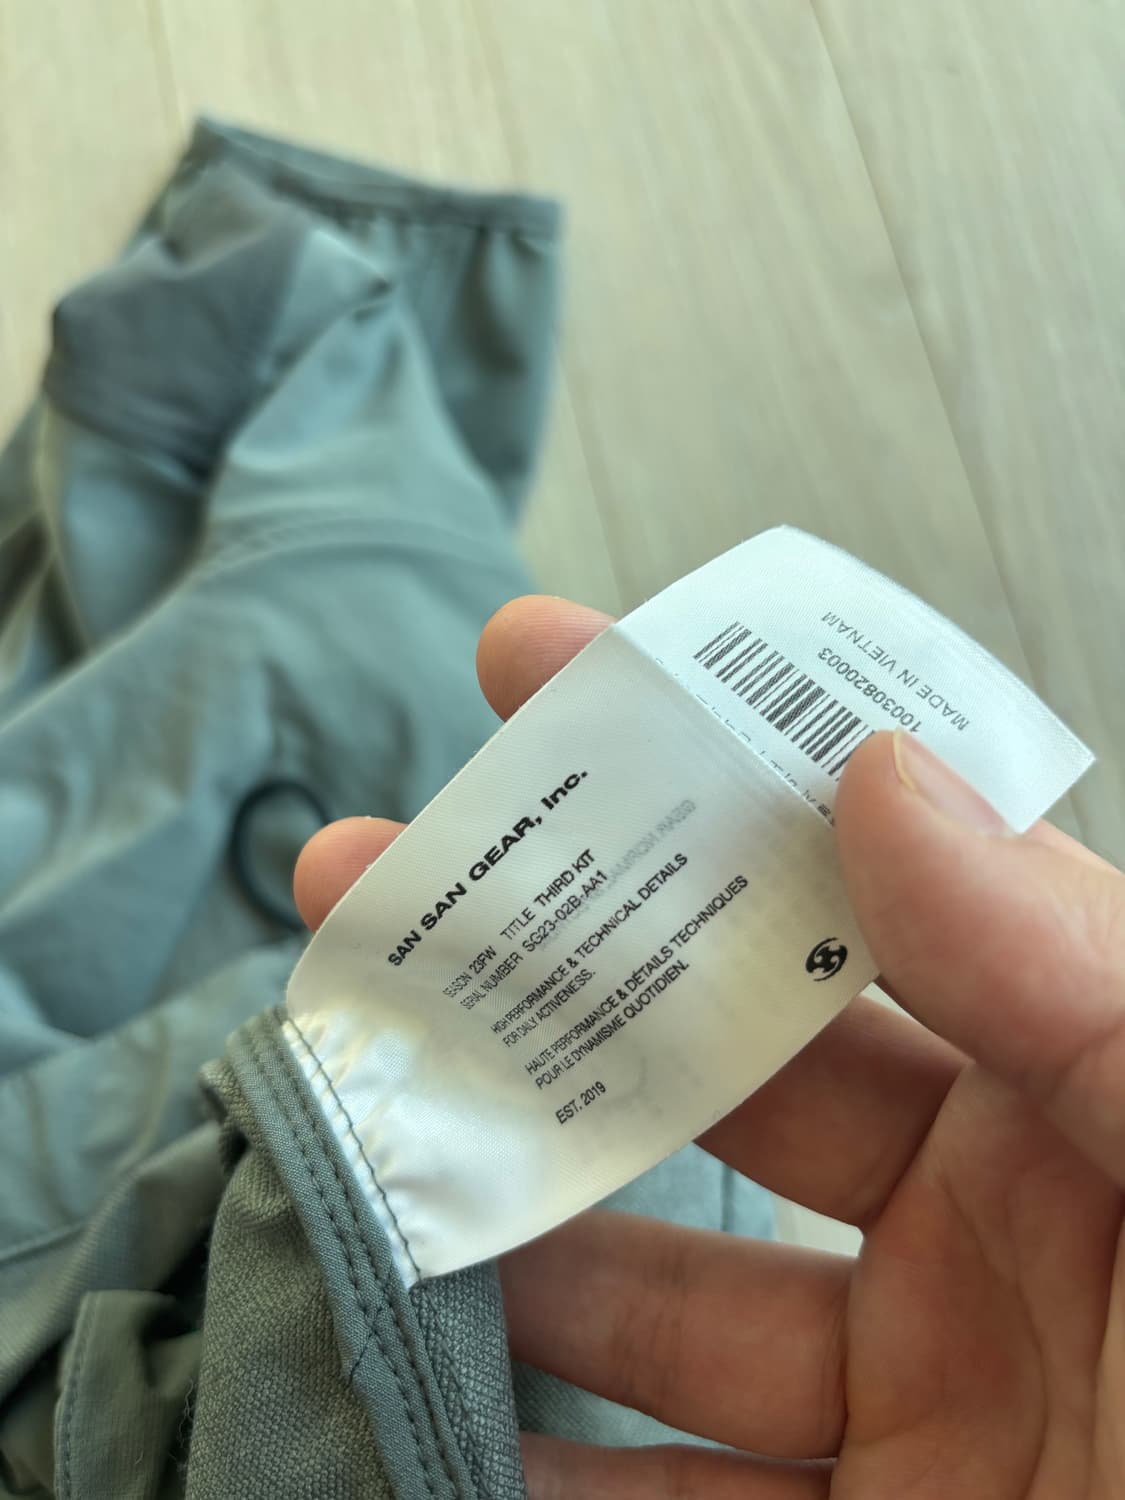 SAN SAN GEAR, Inc.
SEASON 23FW TITLE THIRD KIT
SERIAL NUMBER SG23-02B-AA1
HIGH PERFORMANCE & TECHNICAL DETAILS
FOR DAILY ACTIVENESS.
HAUTE PERFORMANCE & DÉTAILS TECHNIQUES
POUR LE DYNAMISME QUOTIDIEN.
EST. 2019
10030820003
MADE IN VIETNAM